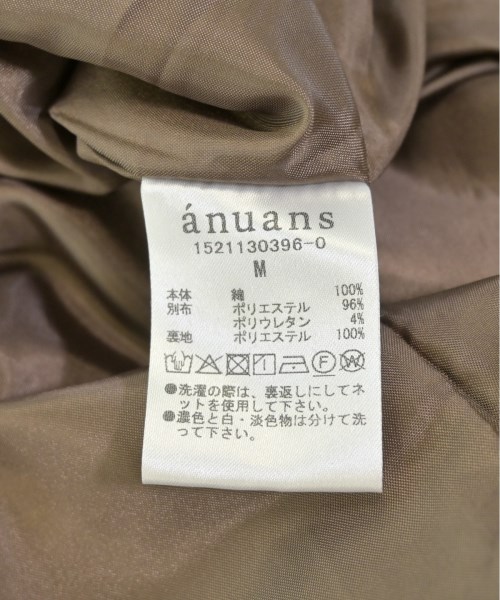 ánuans
1521130396-0
M
本体 綿 100%
別布 ポリエステル 96%
ポリウレタン 4%
裏地 ポリエステル 100%
F W
●洗濯の際は、裏返しにしてネ
ットを使用して下さい。
●濃色と白・淡色物は分けて洗
って下さい。